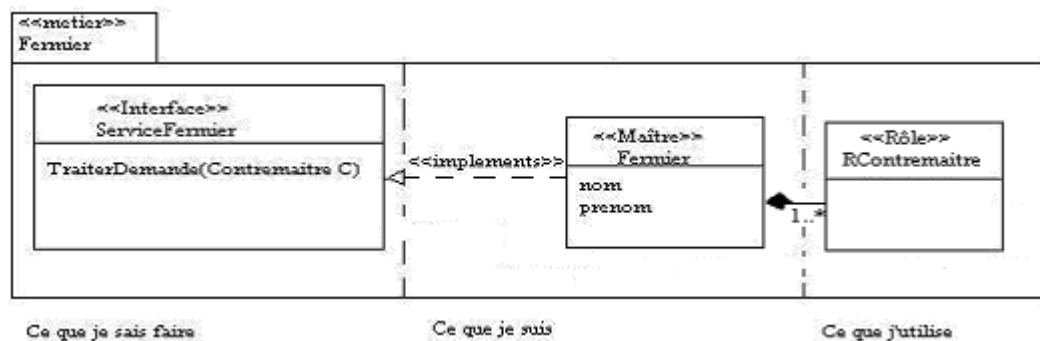 <<metier>>
Fermier
<<Interface>>
ServiceFermier
TraiterDemande(Contremaitre C)
<<implements>>
<<Maître>>
Fermier
nom
prenom
1..*
<<Rôle>>
RContremaitre
Ce que je sais faire
Ce que je suis
Ce que j'utilise